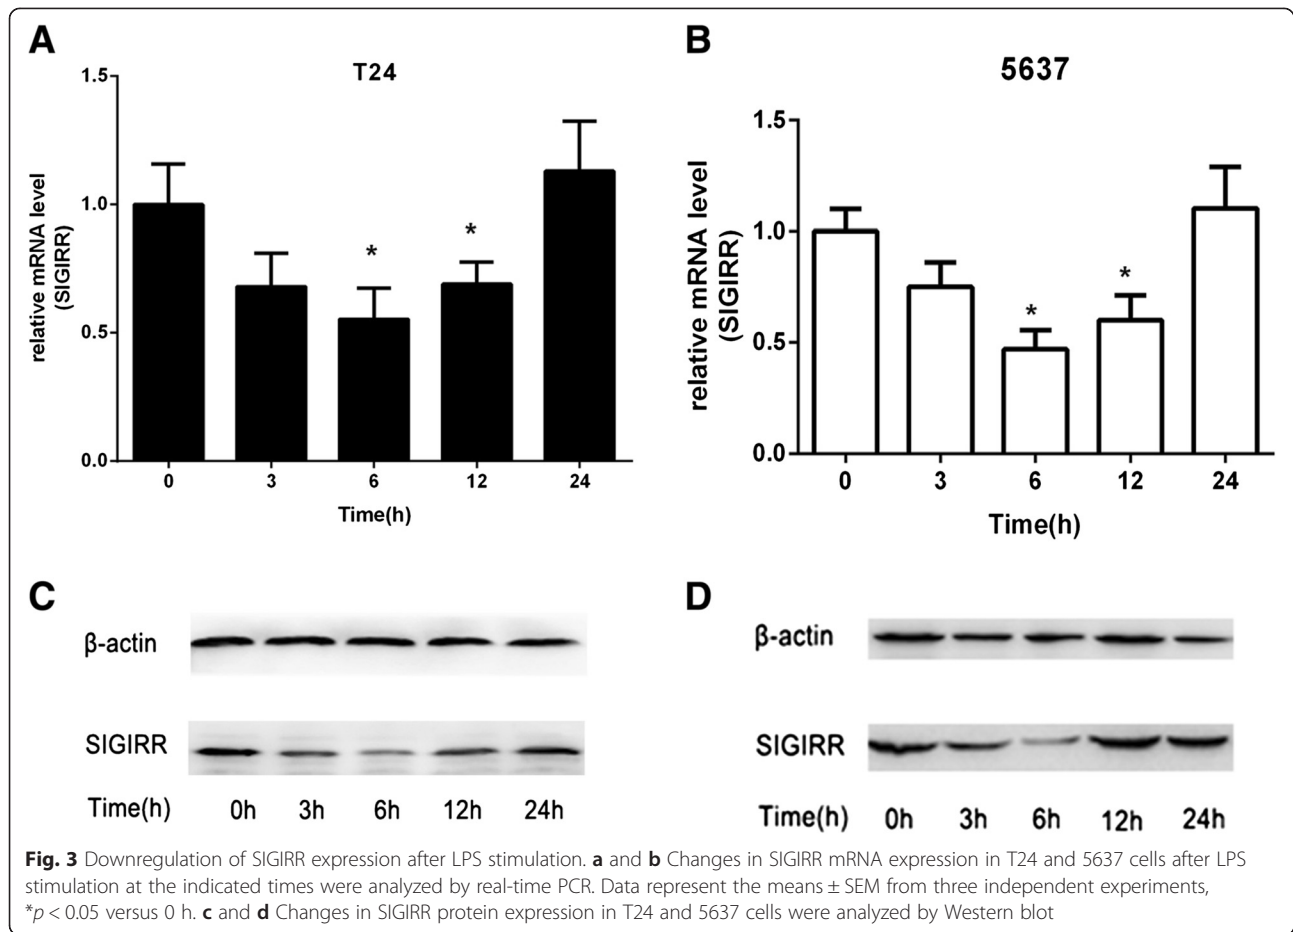 A
T24
1.5
1.0
0.5
0.0
relative mRNA level
(SIGIRR)
*
*
0 3 6 12 24
Time(h)
B
5637
1.5
1.0
0.5
0.0
relative mRNA level
(SIGIRR)
*
*
0 3 6 12 24
Time(h)
C
β-actin
SIGIRR
Time(h) 0h 3h 6h 12h 24h
D
β-actin
SIGIRR
Time(h) 0h 3h 6h 12h 24h
Fig. 3 Downregulation of SIGIRR expression after LPS stimulation. a and b Changes in SIGIRR mRNA expression in T24 and 5637 cells after LPS
stimulation at the indicated times were analyzed by real-time PCR. Data represent the means ± SEM from three independent experiments,
*p < 0.05 versus 0 h. c and d Changes in SIGIRR protein expression in T24 and 5637 cells were analyzed by Western blot